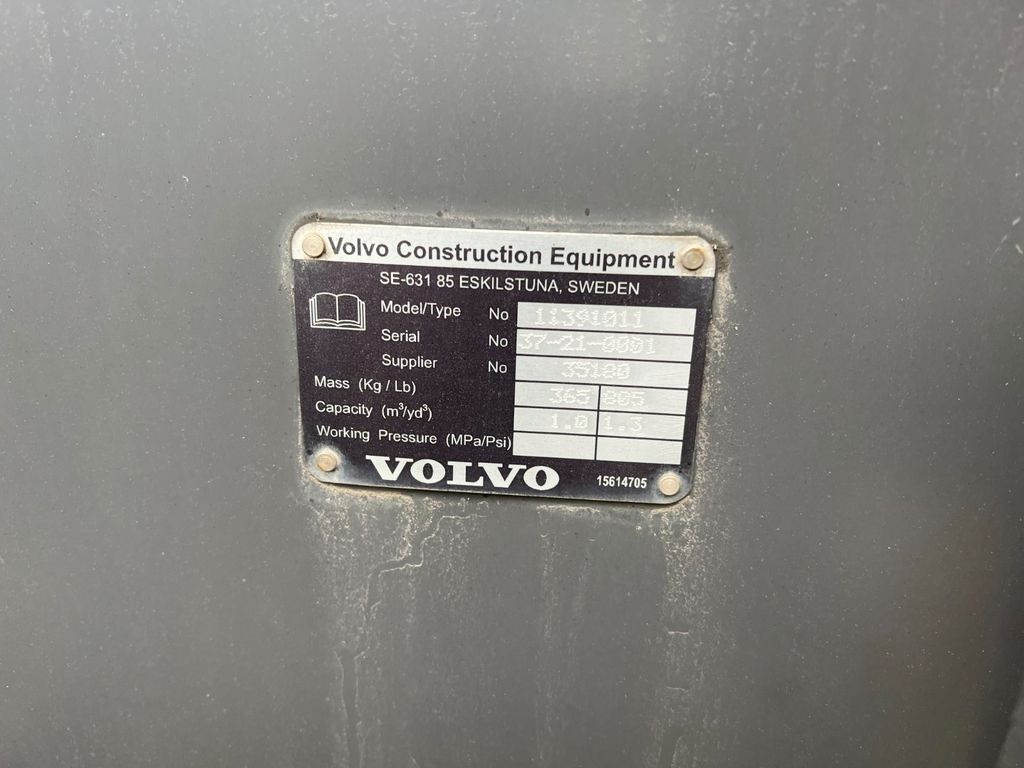 Volvo Construction Equipment
SE-631 85 ESKILSTUNA, SWEDEN
Model/Type No 11391011
Serial No 37-21-0001
Supplier No 35180
Mass (Kg / Lb) 365 805
Capacity (m³/yd³) 1.0 1.3
Working Pressure (MPa/Psi)
VOLVO 15614705